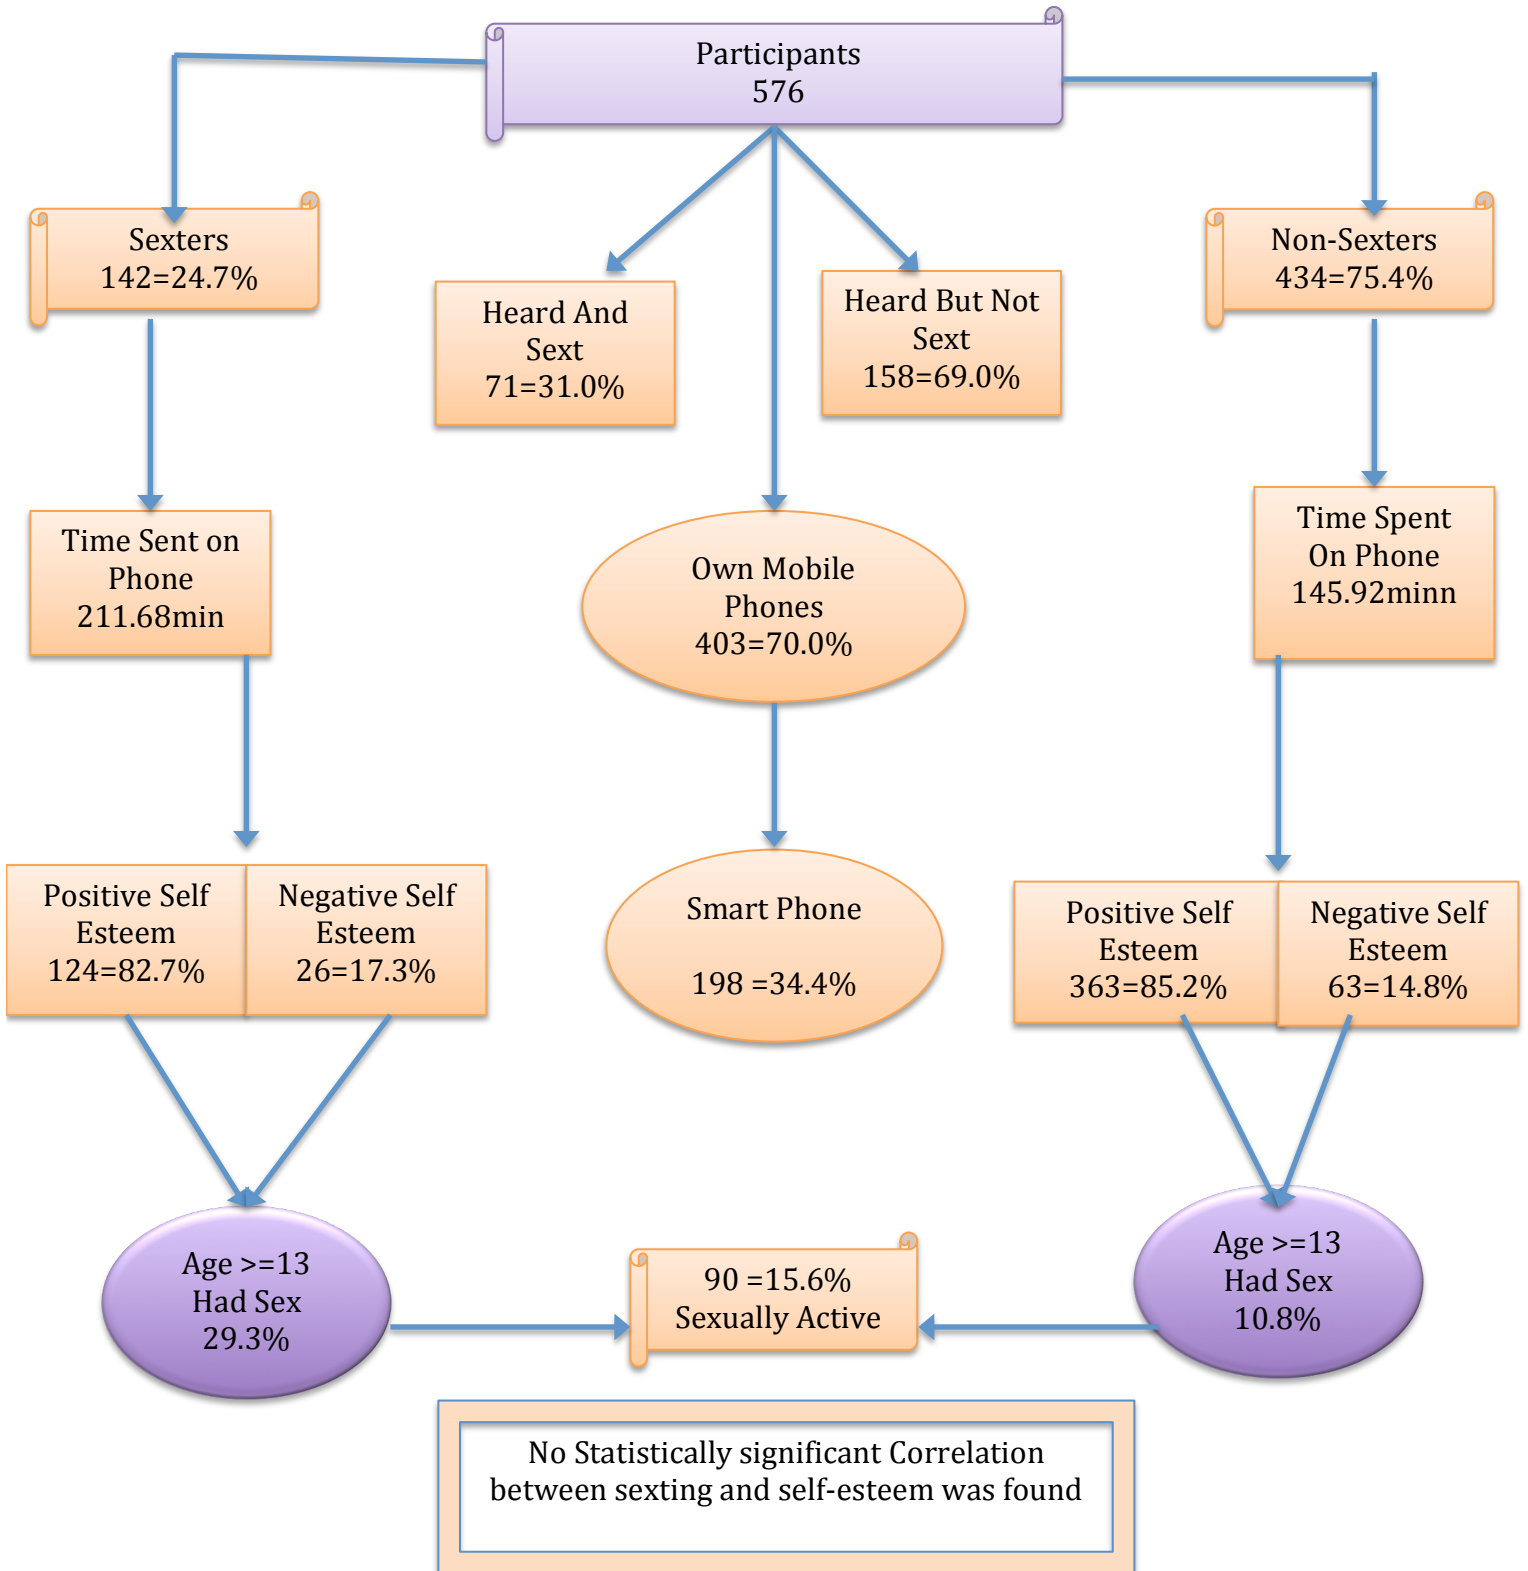 Participants
576
Sexters
142=24.7%
Non-Sexters
434=75.4%
Heard And
Sext
71=31.0%
Heard But Not
Sext
158=69.0%
Time Sent on
Phone
211.68min
Own Mobile
Phones
403=70.0%
Time Spent
On Phone
145.92minn
Positive Self
Esteem
124=82.7%
Negative Self
Esteem
26=17.3%
Smart Phone
198 =34.4%
Positive Self
Esteem
363=85.2%
Negative Self
Esteem
63=14.8%
Age >=13
Had Sex
29.3%
90 =15.6%
Sexually Active
Age >=13
Had Sex
10.8%
No Statistically significant Correlation
between sexting and self-esteem was found